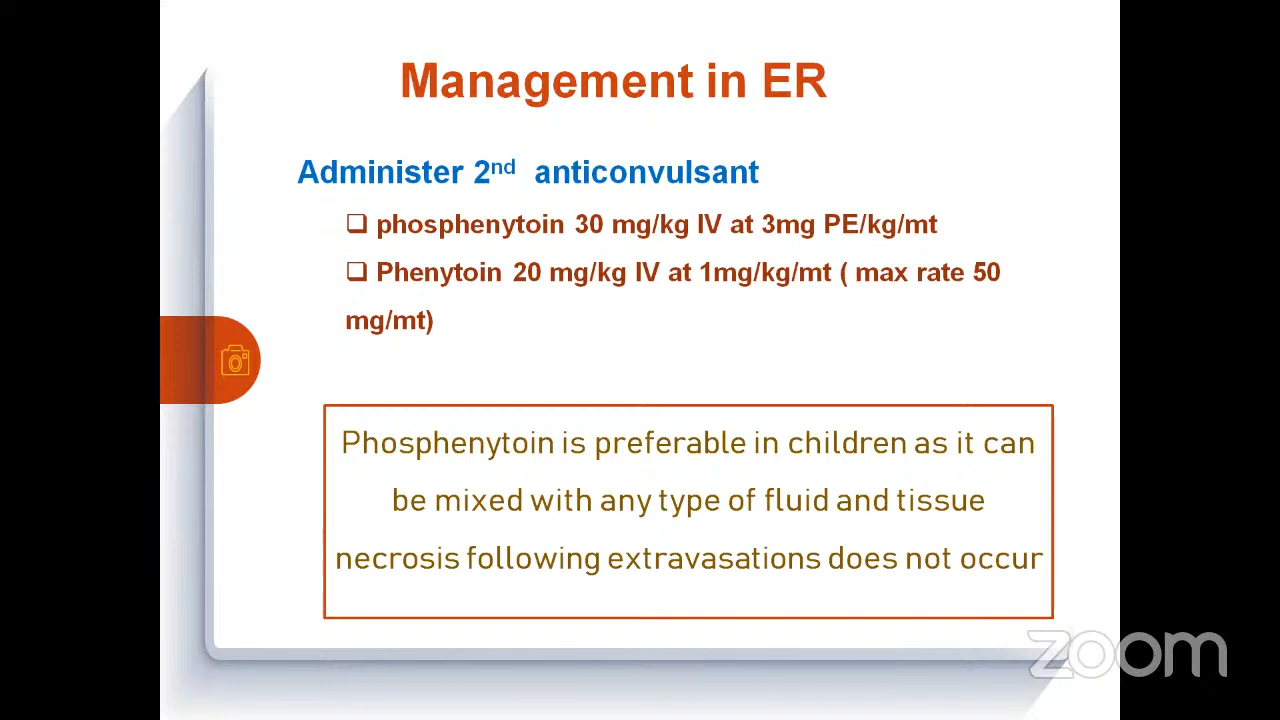 Management in ER
Administer 2nd anticonvulsant
❑ phosphenytoin 30 mg/kg IV at 3mg PE/kg/mt
❑ Phenytoin 20 mg/kg IV at 1mg/kg/mt ( max rate 50
mg/mt)
Phosphenytoin is preferable in children as it can
be mixed with any type of fluid and tissue
necrosis following extravasations does not occur
zoom